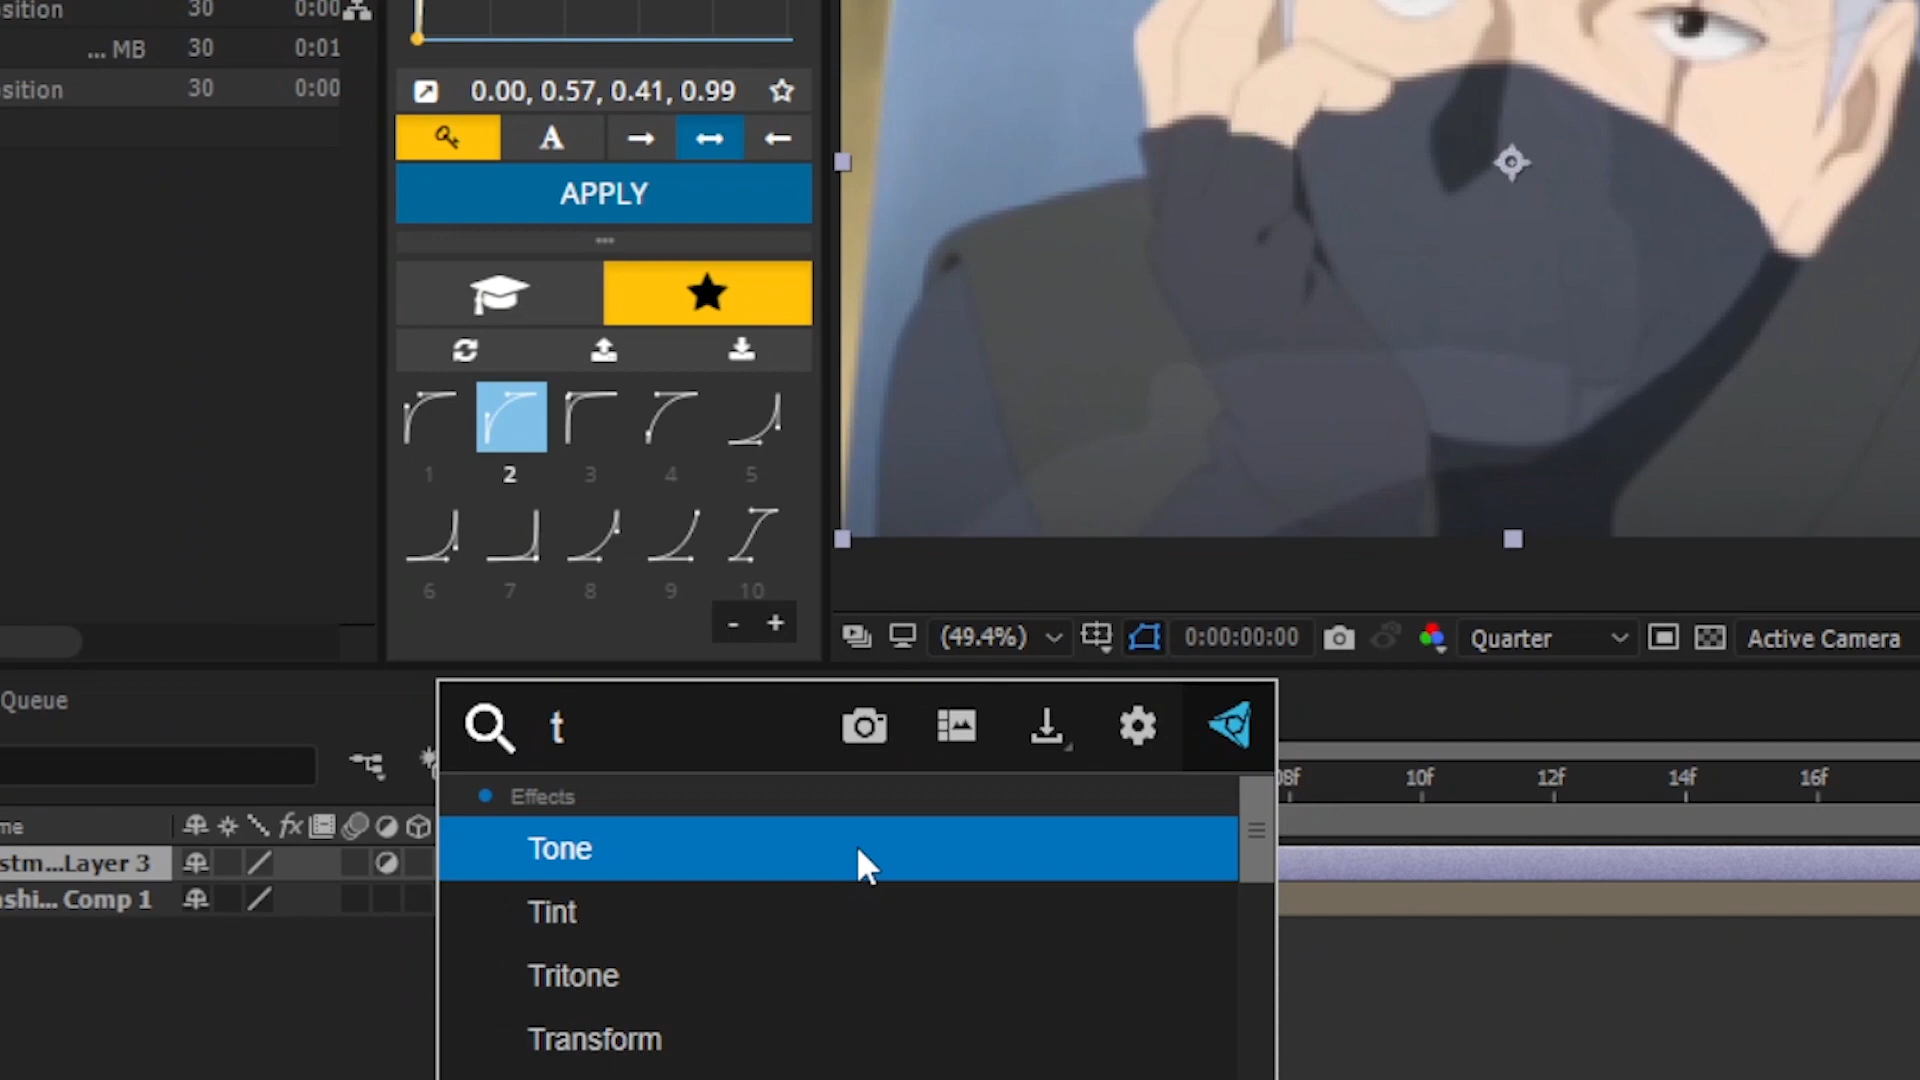 sition 30 0:00
... MB 30 0:01
sition 30 0:00
0.00, 0.57, 0.41, 0.99
A
APPLY
1 2 3 4 5
6 7 8 9 10
- +
(49.4%) 0:00:00:00 Quarter Active Camera
Queue
t
08f 10f 12f 14f 16f
Effects
me fx
Tone
stm...Layer 3
ashi... Comp 1
Tint
Tritone
Transform